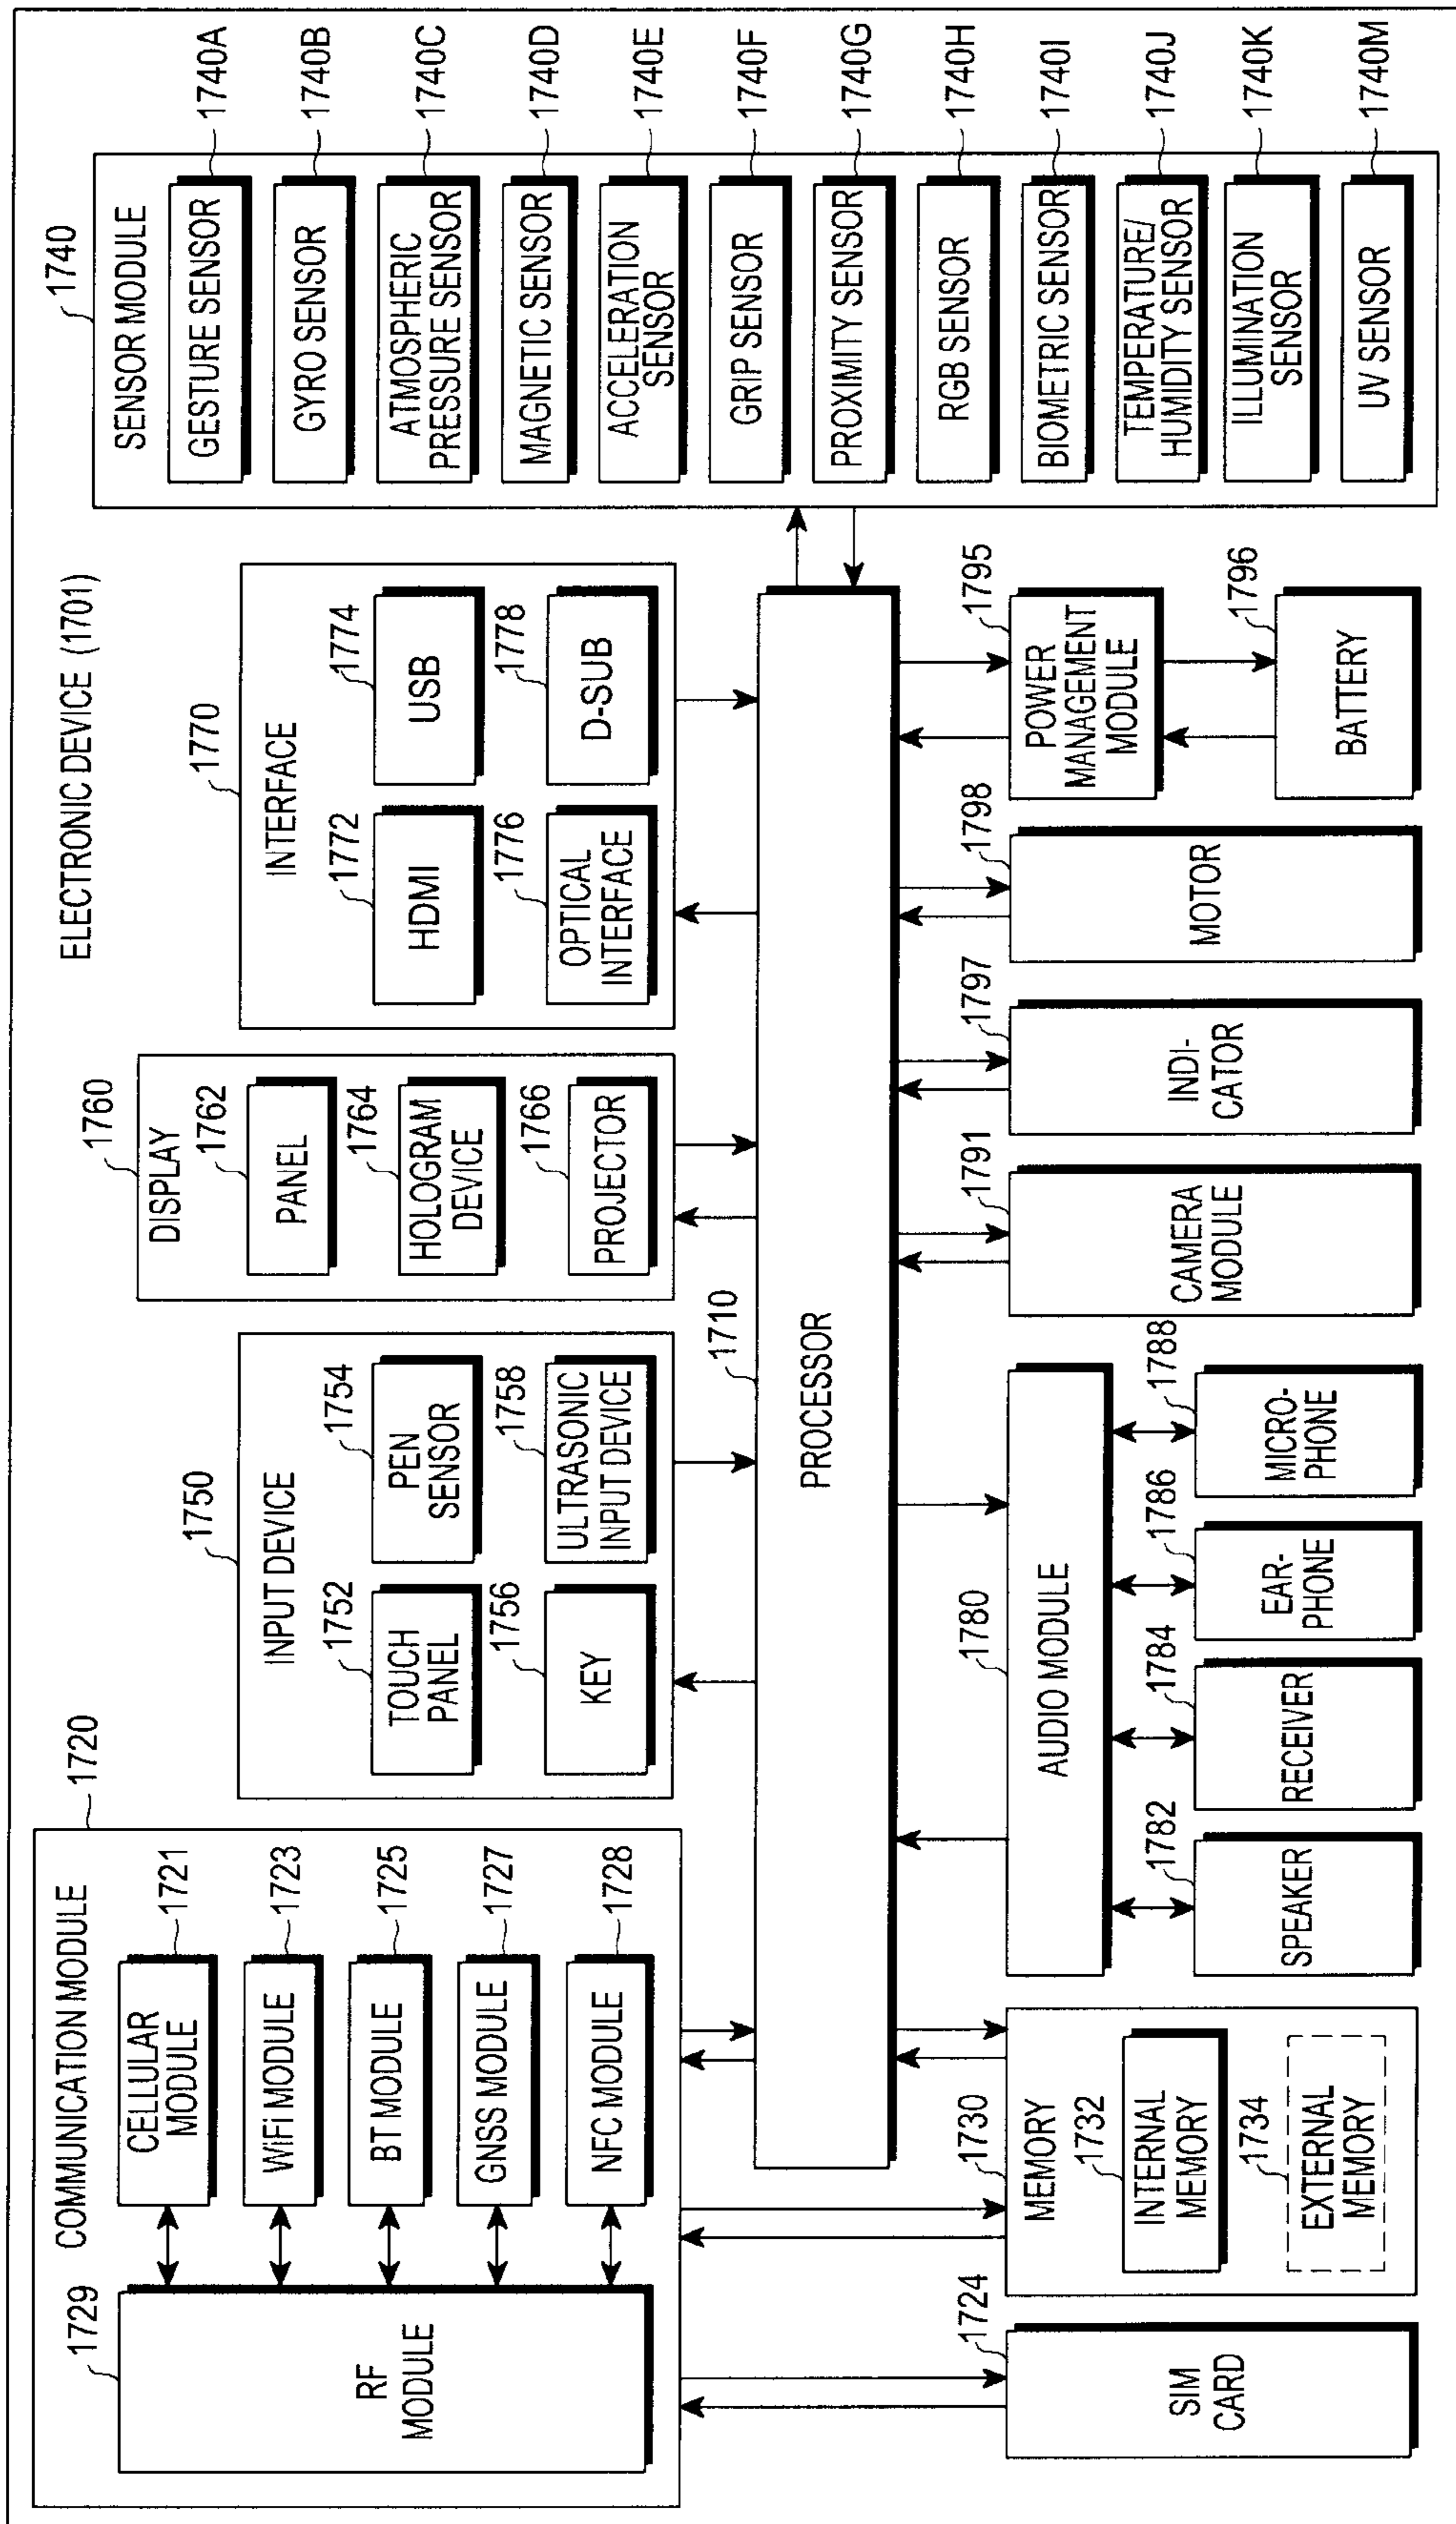 ELECTRONIC DEVICE (1701)
1720
COMMUNICATION MODULE
1729
RF
MODULE
CELLULAR
MODULE
1721
WiFi MODULE
1723
BT MODULE
1725
GNSS MODULE
1727
NFC MODULE
1728
1750
INPUT DEVICE
1752
TOUCH
PANEL
1754
PEN
SENSOR
1756
KEY
1758
ULTRASONIC
INPUT DEVICE
1760
DISPLAY
1762
PANEL
1764
HOLOGRAM
DEVICE
1766
PROJECTOR
1770
INTERFACE
1772
HDMI
1774
USB
1776
OPTICAL
INTERFACE
1778
D-SUB
1740
SENSOR MODULE
GESTURE SENSOR
1740A
GYRO SENSOR
1740B
ATMOSPHERIC
PRESSURE SENSOR
1740C
MAGNETIC SENSOR
1740D
ACCELERATION
SENSOR
1740E
GRIP SENSOR
1740F
PROXIMITY SENSOR
1740G
RGB SENSOR
1740H
BIOMETRIC SENSOR
1740I
TEMPERATURE/
HUMIDITY SENSOR
1740J
ILLUMINATION
SENSOR
1740K
UV SENSOR
1740M
1710
PROCESSOR
1724
SIM
CARD
1730
MEMORY
1732
INTERNAL
MEMORY
1734
EXTERNAL
MEMORY
1780
AUDIO MODULE
1782
SPEAKER
1784
RECEIVER
1786
EAR-
PHONE
1788
MICRO-
PHONE
1791
CAMERA
MODULE
1797
INDI-
CATOR
1798
MOTOR
1795
POWER
MANAGEMENT
MODULE
1796
BATTERY